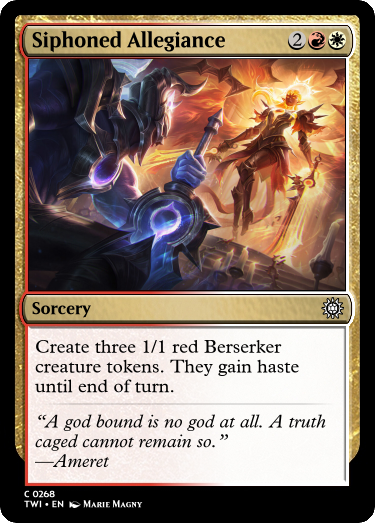 Siphoned Allegiance 2
Sorcery
Create three 1/1 red Berserker
creature tokens. They gain haste
until end of turn.
“A god bound is no god at all. A truth
caged cannot remain so.”
—Ameret
C 0268
TWI • EN Marie Magny